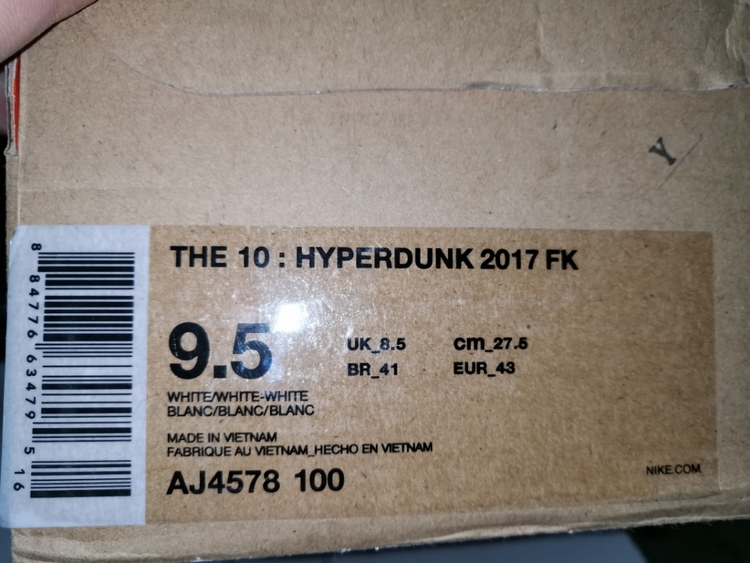 Y
THE 10 : HYPERDUNK 2017 FK
9.5
UK_8.5 cm_27.5
BR_41 EUR_43
WHITE/WHITE-WHITE
BLANC/BLANC/BLANC
MADE IN VIETNAM
FABRIQUE AU VIETNAM_HECHO EN VIETNAM
AJ4578 100
NIKE.COM
8 84776 63479 5 16